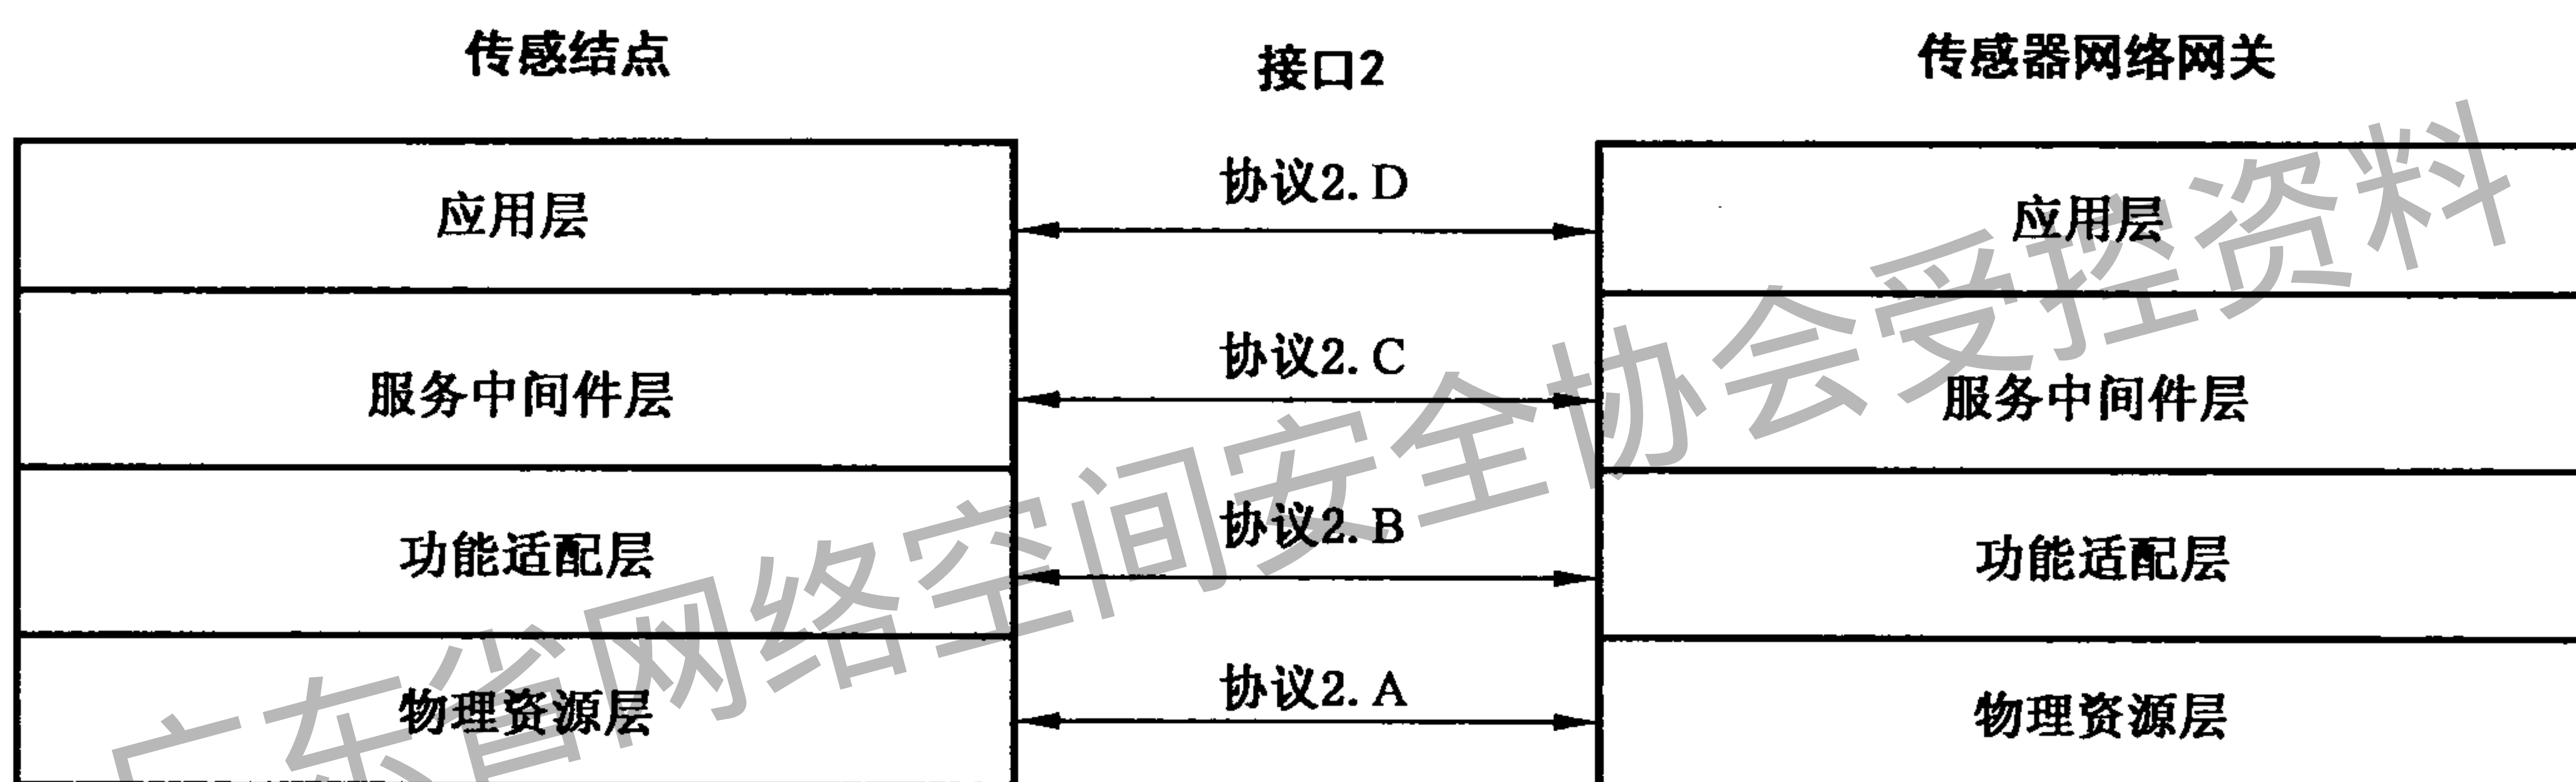 传感结点
接口2
传感器网络网关
应用层
协议2. D
应用层
服务中间件层
协议2. C
服务中间件层
功能适配层
协议2. B
功能适配层
物理资源层
协议2. A
物理资源层
广东省网络空间安全协会受控资料